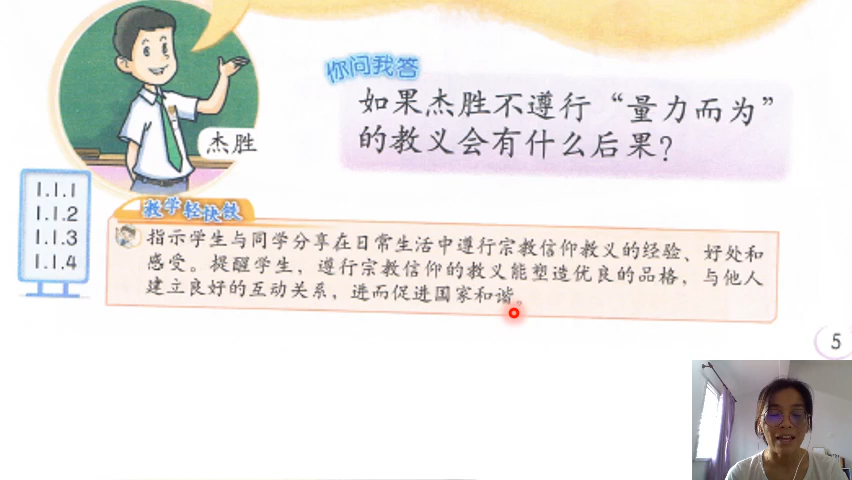 你问我答
如果杰胜不遵行“量力而为”
的教义会有什么后果？
杰胜
1.1.1
1.1.2
1.1.3
1.1.4
教学轻快铁
指示学生与同学分享在日常生活中遵行宗教信仰教义的经验、好处和
感受。提醒学生，遵行宗教信仰的教义能塑造优良的品格，与他人
建立良好的互动关系，进而促进国家和谐。
5